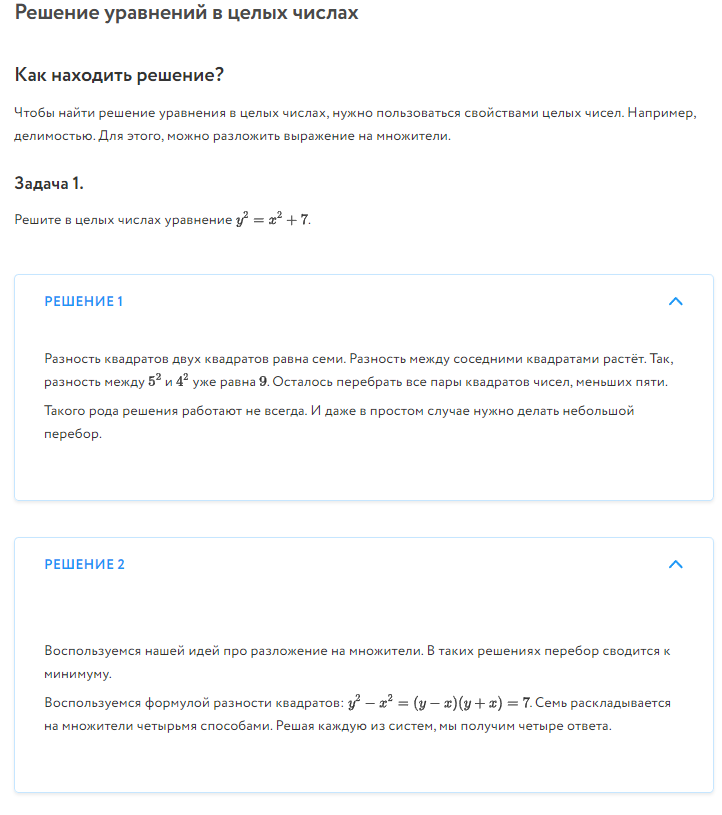 Решение уравнений в целых числах
Как находить решение?
Чтобы найти решение уравнения в целых числах, нужно пользоваться свойствами целых чисел. Например,
делимостью. Для этого, можно разложить выражение на множители.
Задача 1.
Решите в целых числах уравнение y² = x² + 7.
РЕШЕНИЕ 1
Разность квадратов двух квадратов равна семи. Разность между соседними квадратами растёт. Так,
разность между 5² и 4² уже равна 9. Осталось перебрать все пары квадратов чисел, меньших пяти.
Такого рода решения работают не всегда. И даже в простом случае нужно делать небольшой
перебор.
РЕШЕНИЕ 2
Воспользуемся нашей идеей про разложение на множители. В таких решениях перебор сводится к
минимуму.
Воспользуемся формулой разности квадратов: y² − x² = (y − x)(y + x) = 7. Семь раскладывается
на множители четырьмя способами. Решая каждую из систем, мы получим четыре ответа.